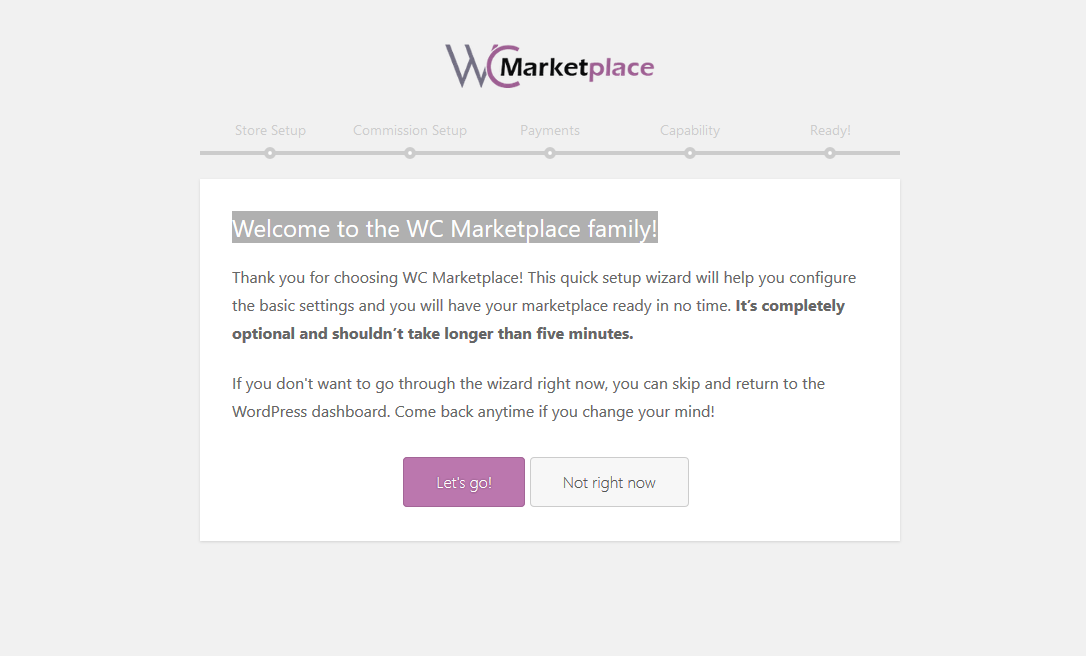 WC Marketplace
Store Setup Commission Setup Payments Capability Ready!
Welcome to the WC Marketplace family!
Thank you for choosing WC Marketplace! This quick setup wizard will help you configure
the basic settings and you will have your marketplace ready in no time. It’s completely
optional and shouldn’t take longer than five minutes.
If you don't want to go through the wizard right now, you can skip and return to the
WordPress dashboard. Come back anytime if you change your mind!
Let's go! Not right now